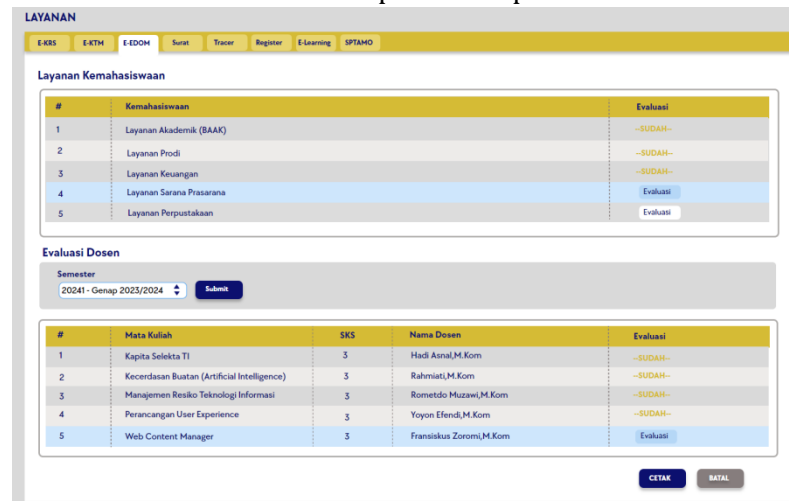 LAYANAN
E-KRS E-KTM E-EDOM Surat Tracer Register E-Learning SPTAMO
Layanan Kemahasiswaan
# Kemahasiswaan Evaluasi
1 Layanan Akademik (BAAK) --SUDAH--
2 Layanan Prodi --SUDAH--
3 Layanan Keuangan --SUDAH--
4 Layanan Sarana Prasarana Evaluasi
5 Layanan Perpustakaan Evaluasi
Evaluasi Dosen
Semester
20241 - Genap 2023/2024 Submit
# Mata Kuliah SKS Nama Dosen Evaluasi
1 Kapita Selekta TI 3 Hadi Asnal,M.Kom --SUDAH--
2 Kecerdasan Buatan (Artificial Intelligence) 3 Rahmiati,M.Kom --SUDAH--
3 Manajemen Resiko Teknologi Informasi 3 Rometdo Muzawi,M.Kom --SUDAH--
4 Perancangan User Experience 3 Yoyon Efendi,M.Kom --SUDAH--
5 Web Content Manager 3 Fransiskus Zoromi,M.Kom Evaluasi
CETAK BATAL